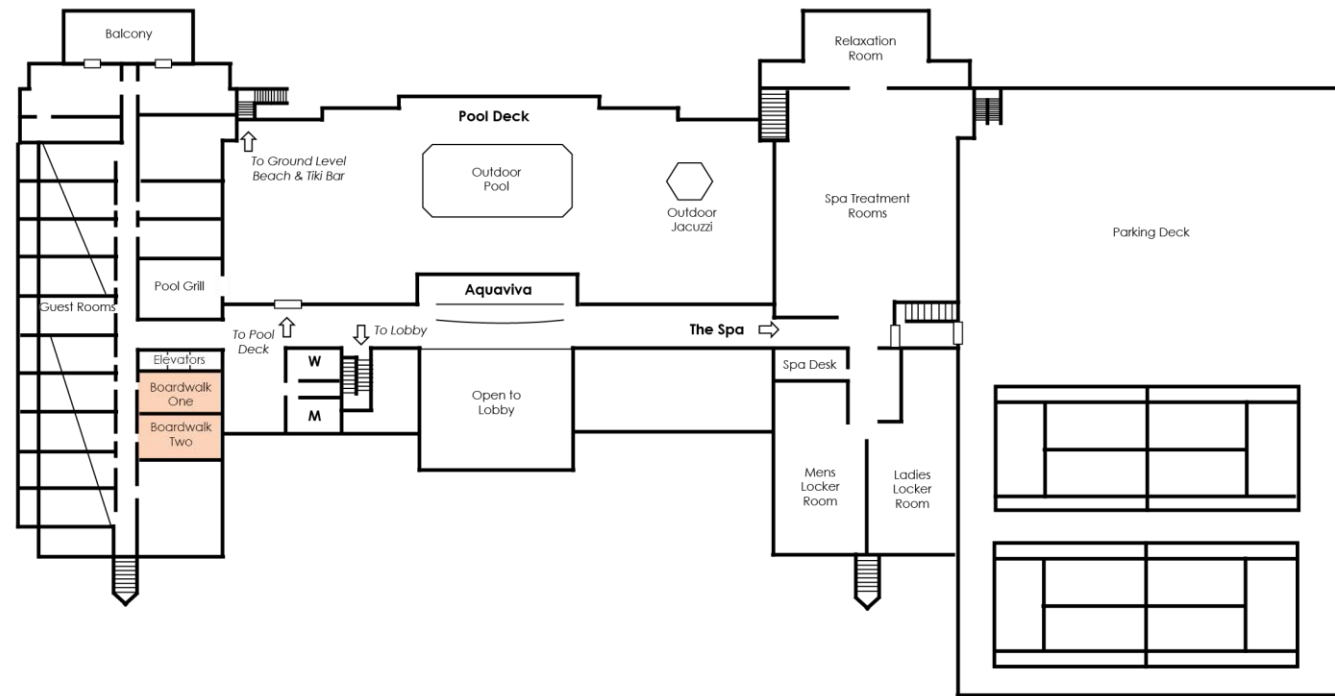 Balcony
Relaxation
Room
Pool Deck
To Ground Level
Beach & Tiki Bar
Outdoor
Pool
Outdoor
Jacuzzi
Spa Treatment
Rooms
Parking Deck
Pool Grill
Guest Rooms
Aquaviva
To Pool
Deck
To Lobby
The Spa
Elevators
W
M
Boardwalk
One
Boardwalk
Two
Open to
Lobby
Spa Desk
Mens
Locker
Room
Ladies
Locker
Room